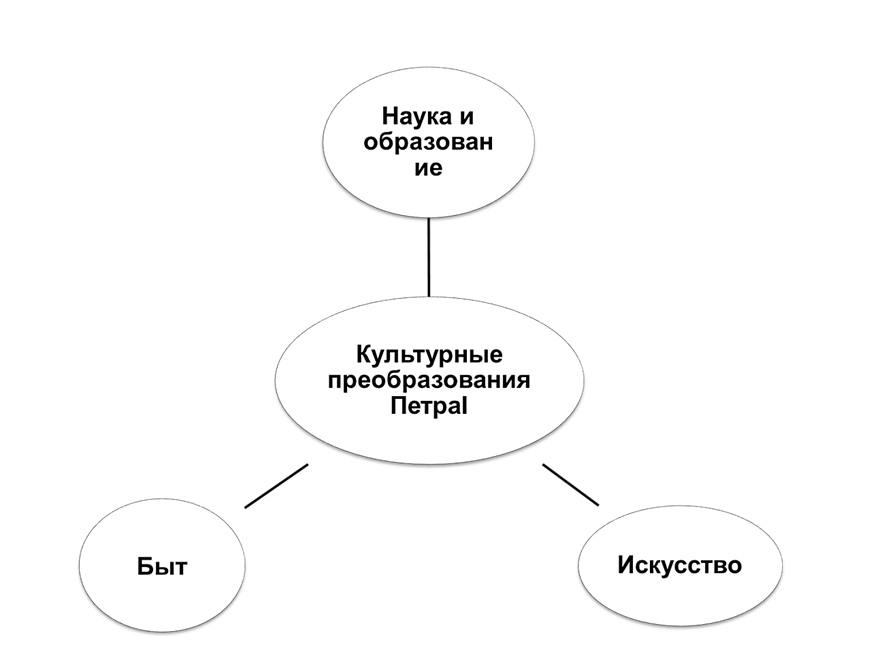 Наука и
образован
ие
Культурные
преобразования
ПетраI
Быт
Искусство